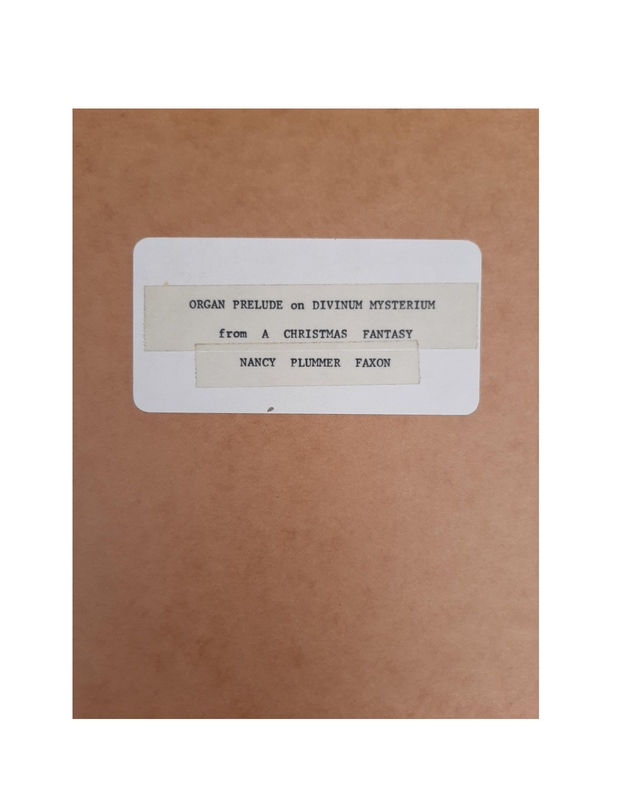 ORGAN PRELUDE on DIVINUM MYSTERIUM
from A CHRISTMAS FANTASY
NANCY PLUMMER FAXON